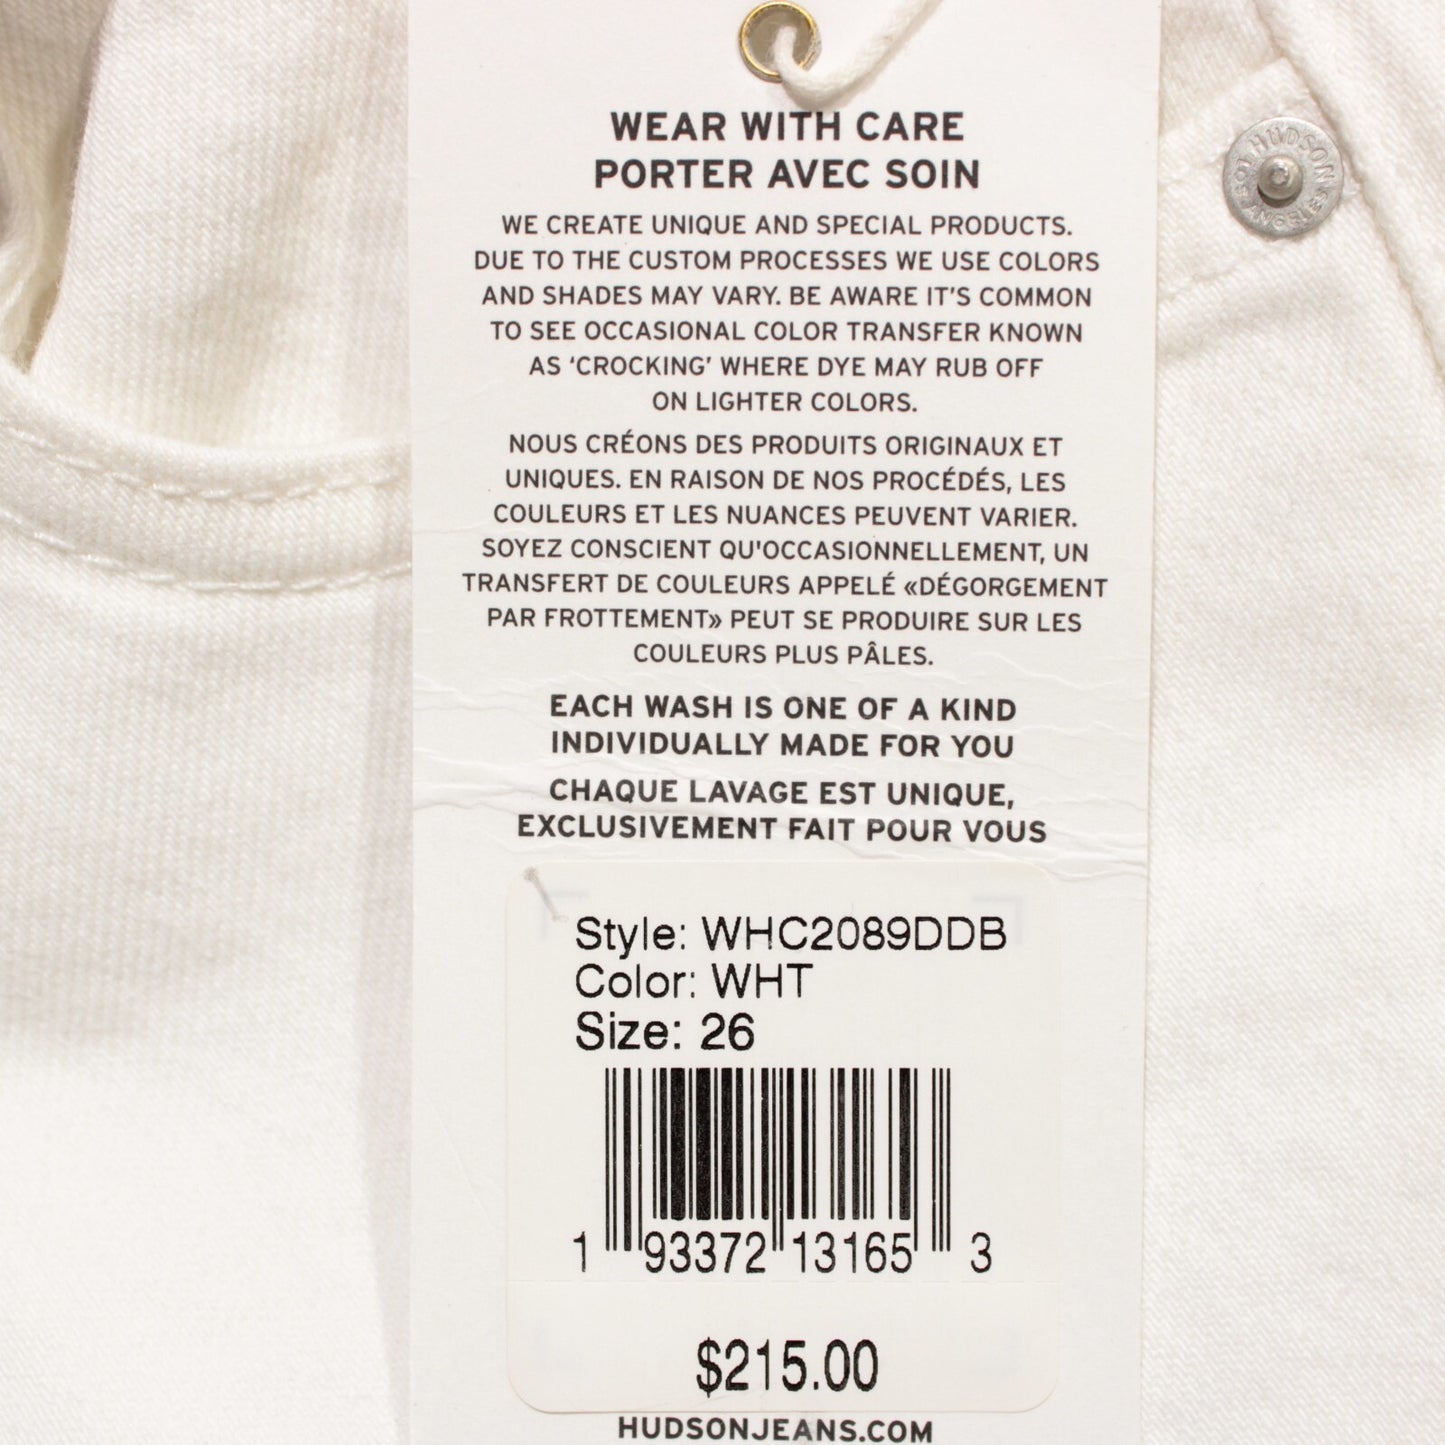 WEAR WITH CARE
PORTER AVEC SOIN
WE CREATE UNIQUE AND SPECIAL PRODUCTS.
DUE TO THE CUSTOM PROCESSES WE USE COLORS
AND SHADES MAY VARY. BE AWARE IT'S COMMON
TO SEE OCCASIONAL COLOR TRANSFER KNOWN
AS ‘CROCKING’ WHERE DYE MAY RUB OFF
ON LIGHTER COLORS.
NOUS CRÉONS DES PRODUITS ORIGINAUX ET
UNIQUES. EN RAISON DE NOS PROCÉDÉS, LES
COULEURS ET LES NUANCES PEUVENT VARIER.
SOYEZ CONSCIENT QU'OCCASIONNELLEMENT, UN
TRANSFERT DE COULEURS APPELÉ «DÉGORGEMENT
PAR FROTTEMENT» PEUT SE PRODUIRE SUR LES
COULEURS PLUS PÂLES.
EACH WASH IS ONE OF A KIND
INDIVIDUALLY MADE FOR YOU
CHAQUE LAVAGE EST UNIQUE,
EXCLUSIVEMENT FAIT POUR VOUS
Style: WHC2089DDB
Color: WHT
Size: 26
1 93372 13165 3
$215.00
HUDSONJEANS.COM
HUDSON
LOS ANGELES